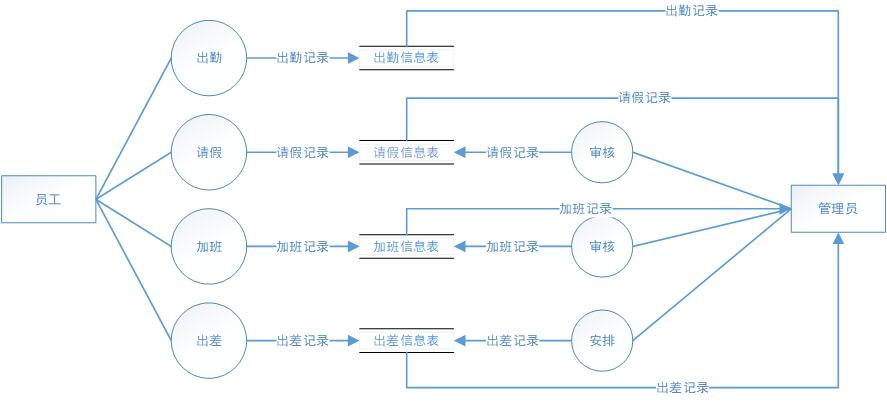 出勤记录
出勤
出勤记录
出勤信息表
请假记录
请假
请假记录
请假信息表
请假记录
审核
员工
加班记录
管理员
加班
加班记录
加班信息表
加班记录
审核
出差
出差记录
出差信息表
出差记录
安排
出差记录